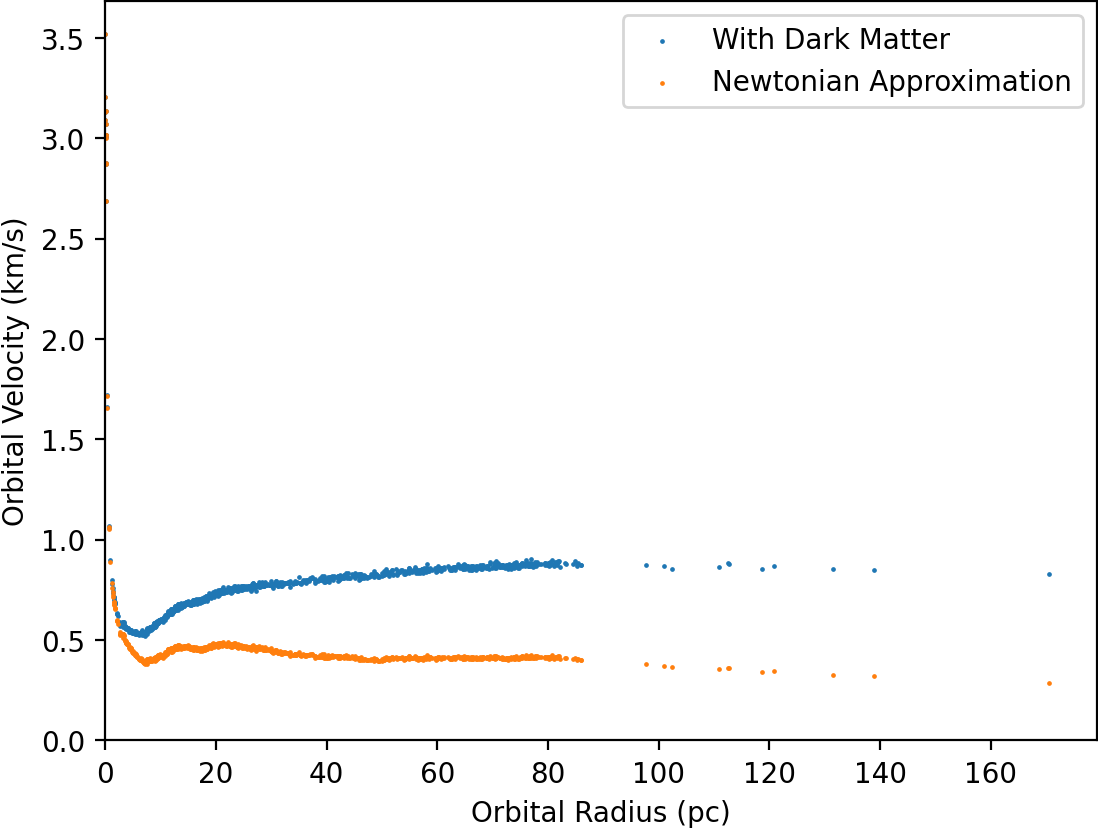 With Dark Matter
Newtonian Approximation
3.5
3.0
2.5
2.0
1.5
1.0
0.5
0.0
Orbital Velocity (km/s)
0 20 40 60 80 100 120 140 160
Orbital Radius (pc)